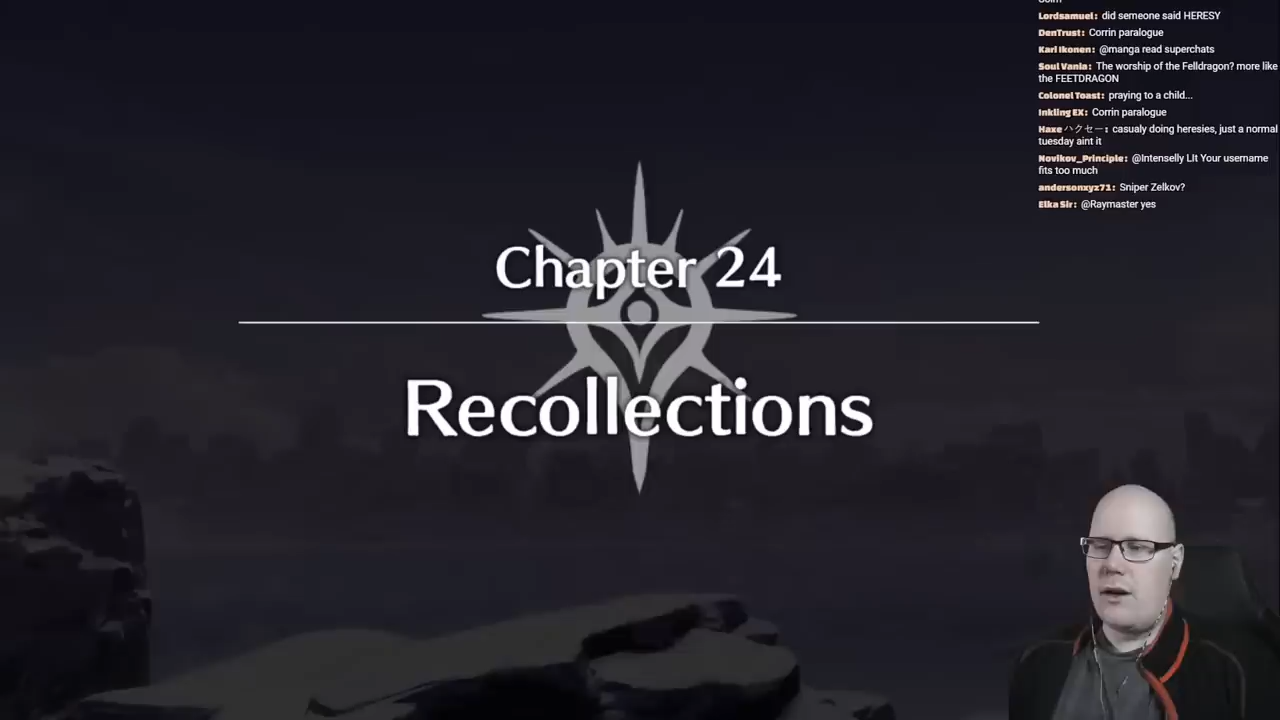 Lordsamuel: did semeone said HERESY
DenTrust: Corrin paralogue
Karl Ikonen: @manga read superchats
Soul Vania: The worship of the Felldragon? more like
the FEETDRAGON
Colonel Toast: praying to a child...
Inkling EX: Corrin paralogue
Haxe ハクセー: casualy doing heresies, just a normal
tuesday aint it
Novikov_Principle: @Intenselly LIt Your username
fits too much
andersonxyz71: Sniper Zelkov?
Elka Sir: @Raymaster yes
Chapter 24
Recollections